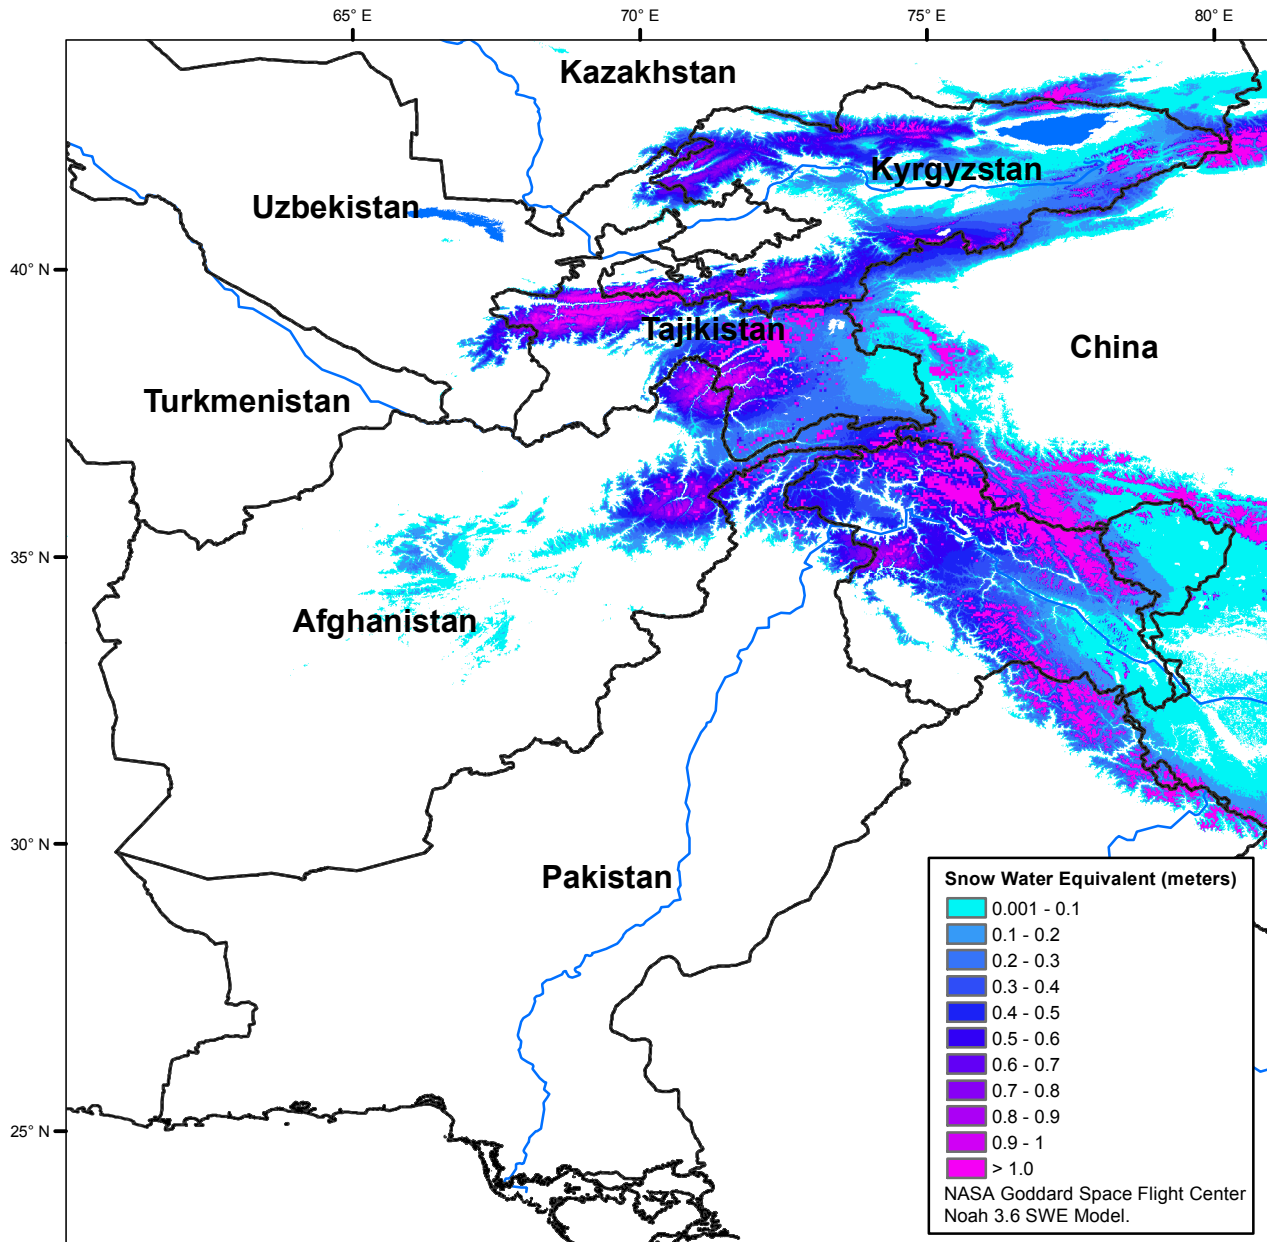 65° E
70° E
75° E
80° E
Kazakhstan
Kyrgyzstan
Uzbekistan
40° N
Tajikistan
China
Turkmenistan
35° N
Afghanistan
30° N
Pakistan
25° N
Snow Water Equivalent (meters)
0.001 - 0.1
0.1 - 0.2
0.2 - 0.3
0.3 - 0.4
0.4 - 0.5
0.5 - 0.6
0.6 - 0.7
0.7 - 0.8
0.8 - 0.9
0.9 - 1
> 1.0
NASA Goddard Space Flight Center
Noah 3.6 SWE Model.